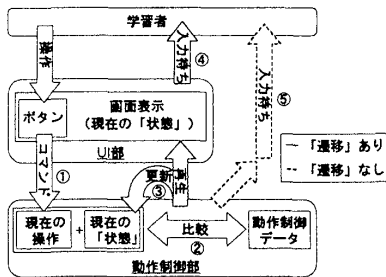 学習者
操作
入力待ち
④
入力待ち
⑤
ボタン
画面表示
(現在の「状態」)
UI部
コマンド
①
更新
③
再生
「遷移」あり
「遷移」なし
現在の
操作
+
現在の
「状態」
比較
②
動作制御
データ
動作制御部